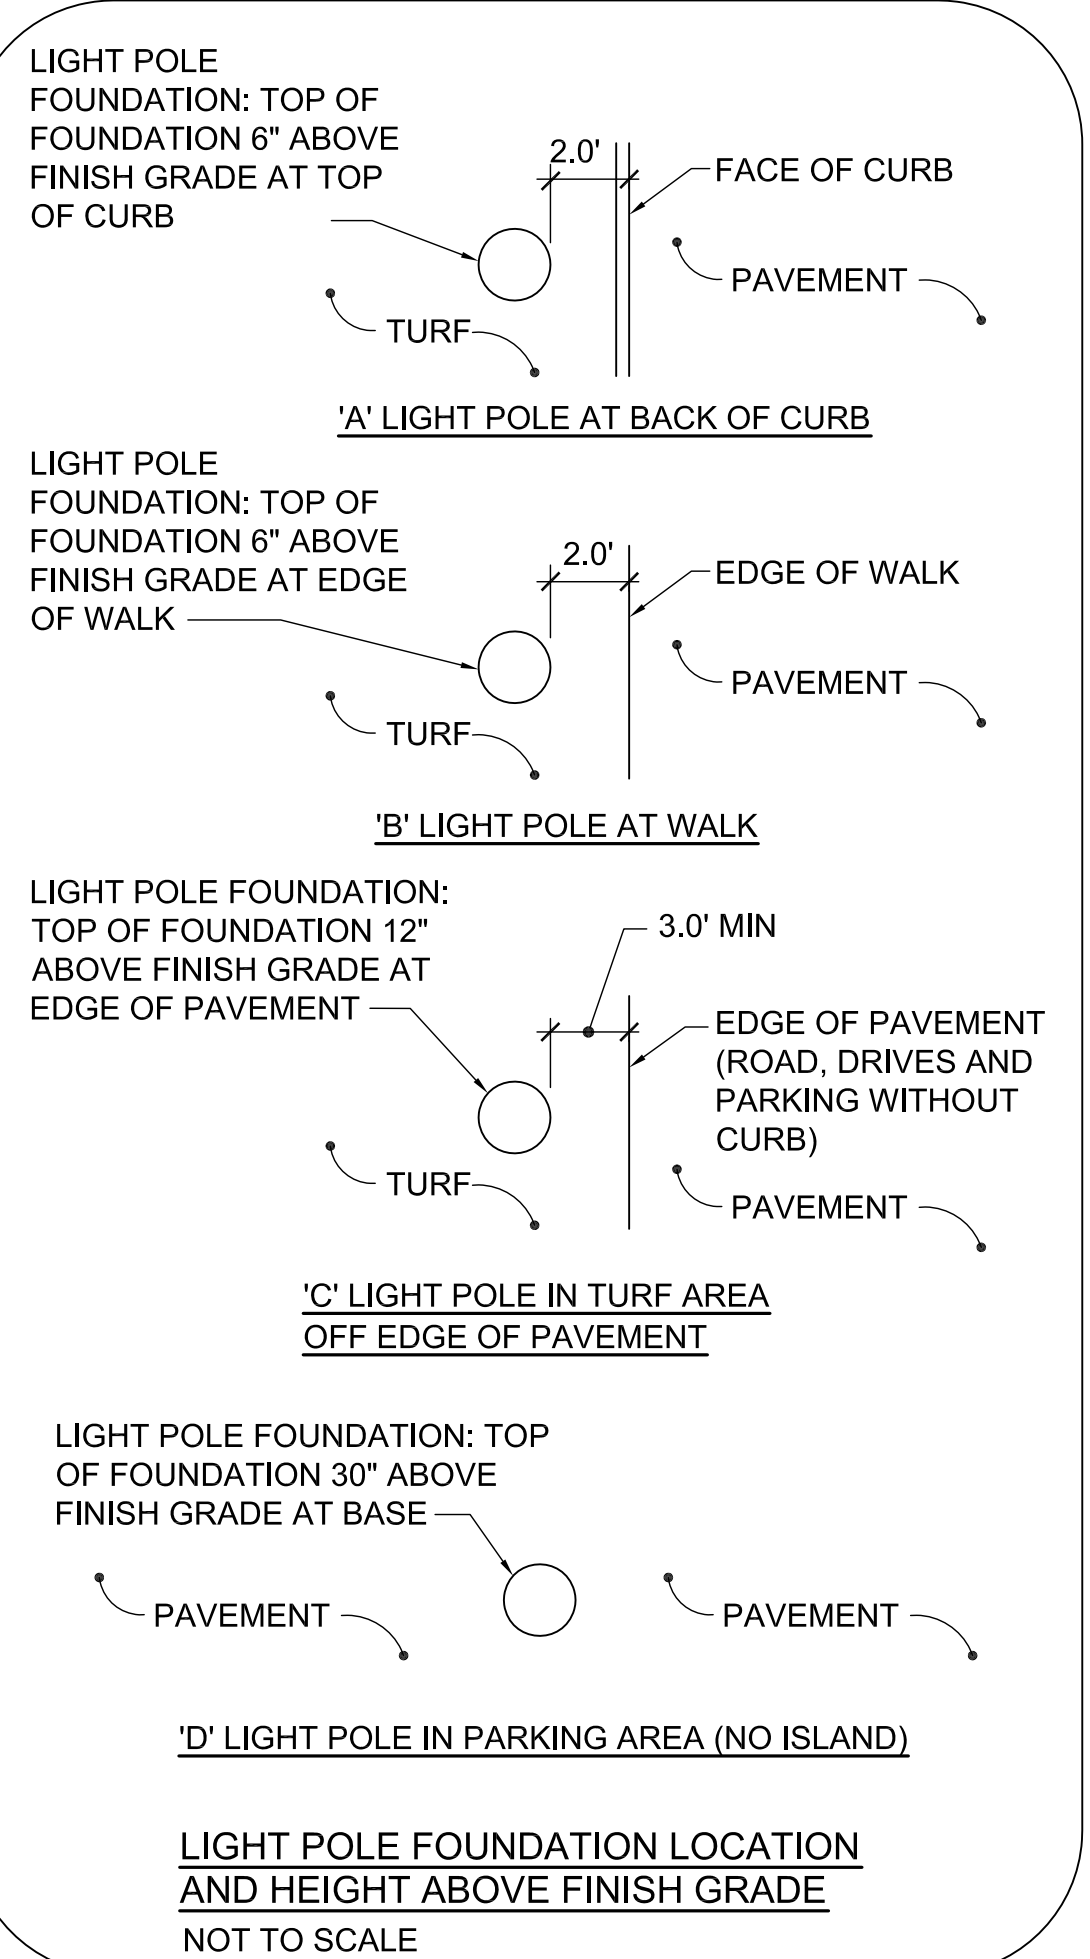 LIGHT POLE
FOUNDATION: TOP OF
FOUNDATION 6" ABOVE
FINISH GRADE AT TOP
OF CURB
2.0'
FACE OF CURB
PAVEMENT
TURF
'A' LIGHT POLE AT BACK OF CURB
LIGHT POLE
FOUNDATION: TOP OF
FOUNDATION 6" ABOVE
FINISH GRADE AT EDGE
OF WALK
2.0'
EDGE OF WALK
PAVEMENT
TURF
'B' LIGHT POLE AT WALK
LIGHT POLE FOUNDATION:
TOP OF FOUNDATION 12"
ABOVE FINISH GRADE AT
EDGE OF PAVEMENT
3.0' MIN
EDGE OF PAVEMENT
(ROAD, DRIVES AND
PARKING WITHOUT
CURB)
TURF
PAVEMENT
'C' LIGHT POLE IN TURF AREA
OFF EDGE OF PAVEMENT
LIGHT POLE FOUNDATION: TOP
OF FOUNDATION 30" ABOVE
FINISH GRADE AT BASE
PAVEMENT
PAVEMENT
'D' LIGHT POLE IN PARKING AREA (NO ISLAND)
LIGHT POLE FOUNDATION LOCATION
AND HEIGHT ABOVE FINISH GRADE
NOT TO SCALE